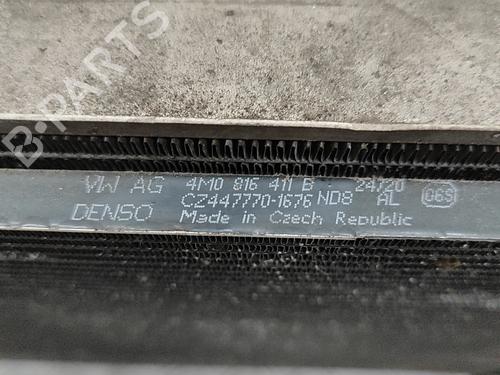 B-PARTS
VW AG 4M0 816 411 B 24/20
DENSO CZ447770-1676 ND8 AL 06S
Made in Czech Republic